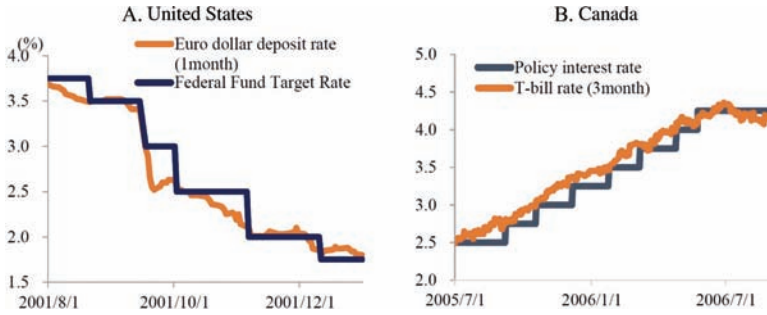 A. United States
(%)
Euro dollar deposit rate
(1month)
Federal Fund Target Rate
4.0
3.5
3.0
2.5
2.0
1.5
2001/8/1
2001/10/1
2001/12/1
B. Canada
Policy interest rate
T-bill rate (3month)
5.0
4.5
4.0
3.5
3.0
2.5
2.0
2005/7/1
2006/1/1
2006/7/1